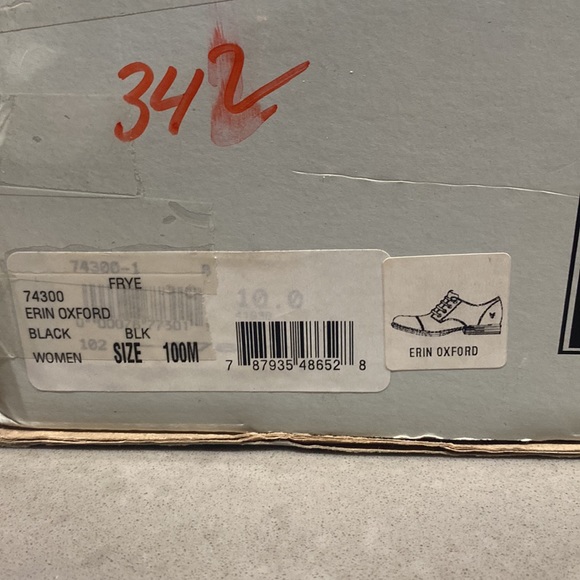 342
74300-1
FRYE
74300
10.0
ERIN OXFORD
BLACK BLK
WOMEN SIZE 100M
7 87935 48652 8
102
ERIN OXFORD